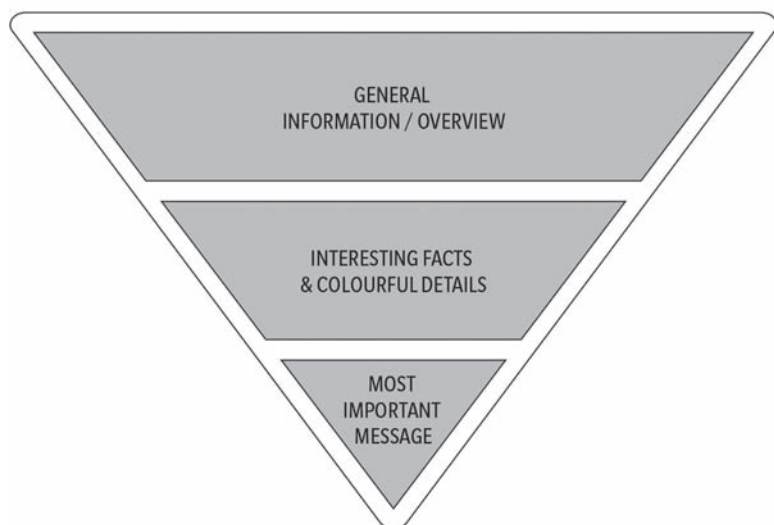 GENERAL
INFORMATION / OVERVIEW
INTERESTING FACTS
& COLOURFUL DETAILS
MOST
IMPORTANT
MESSAGE